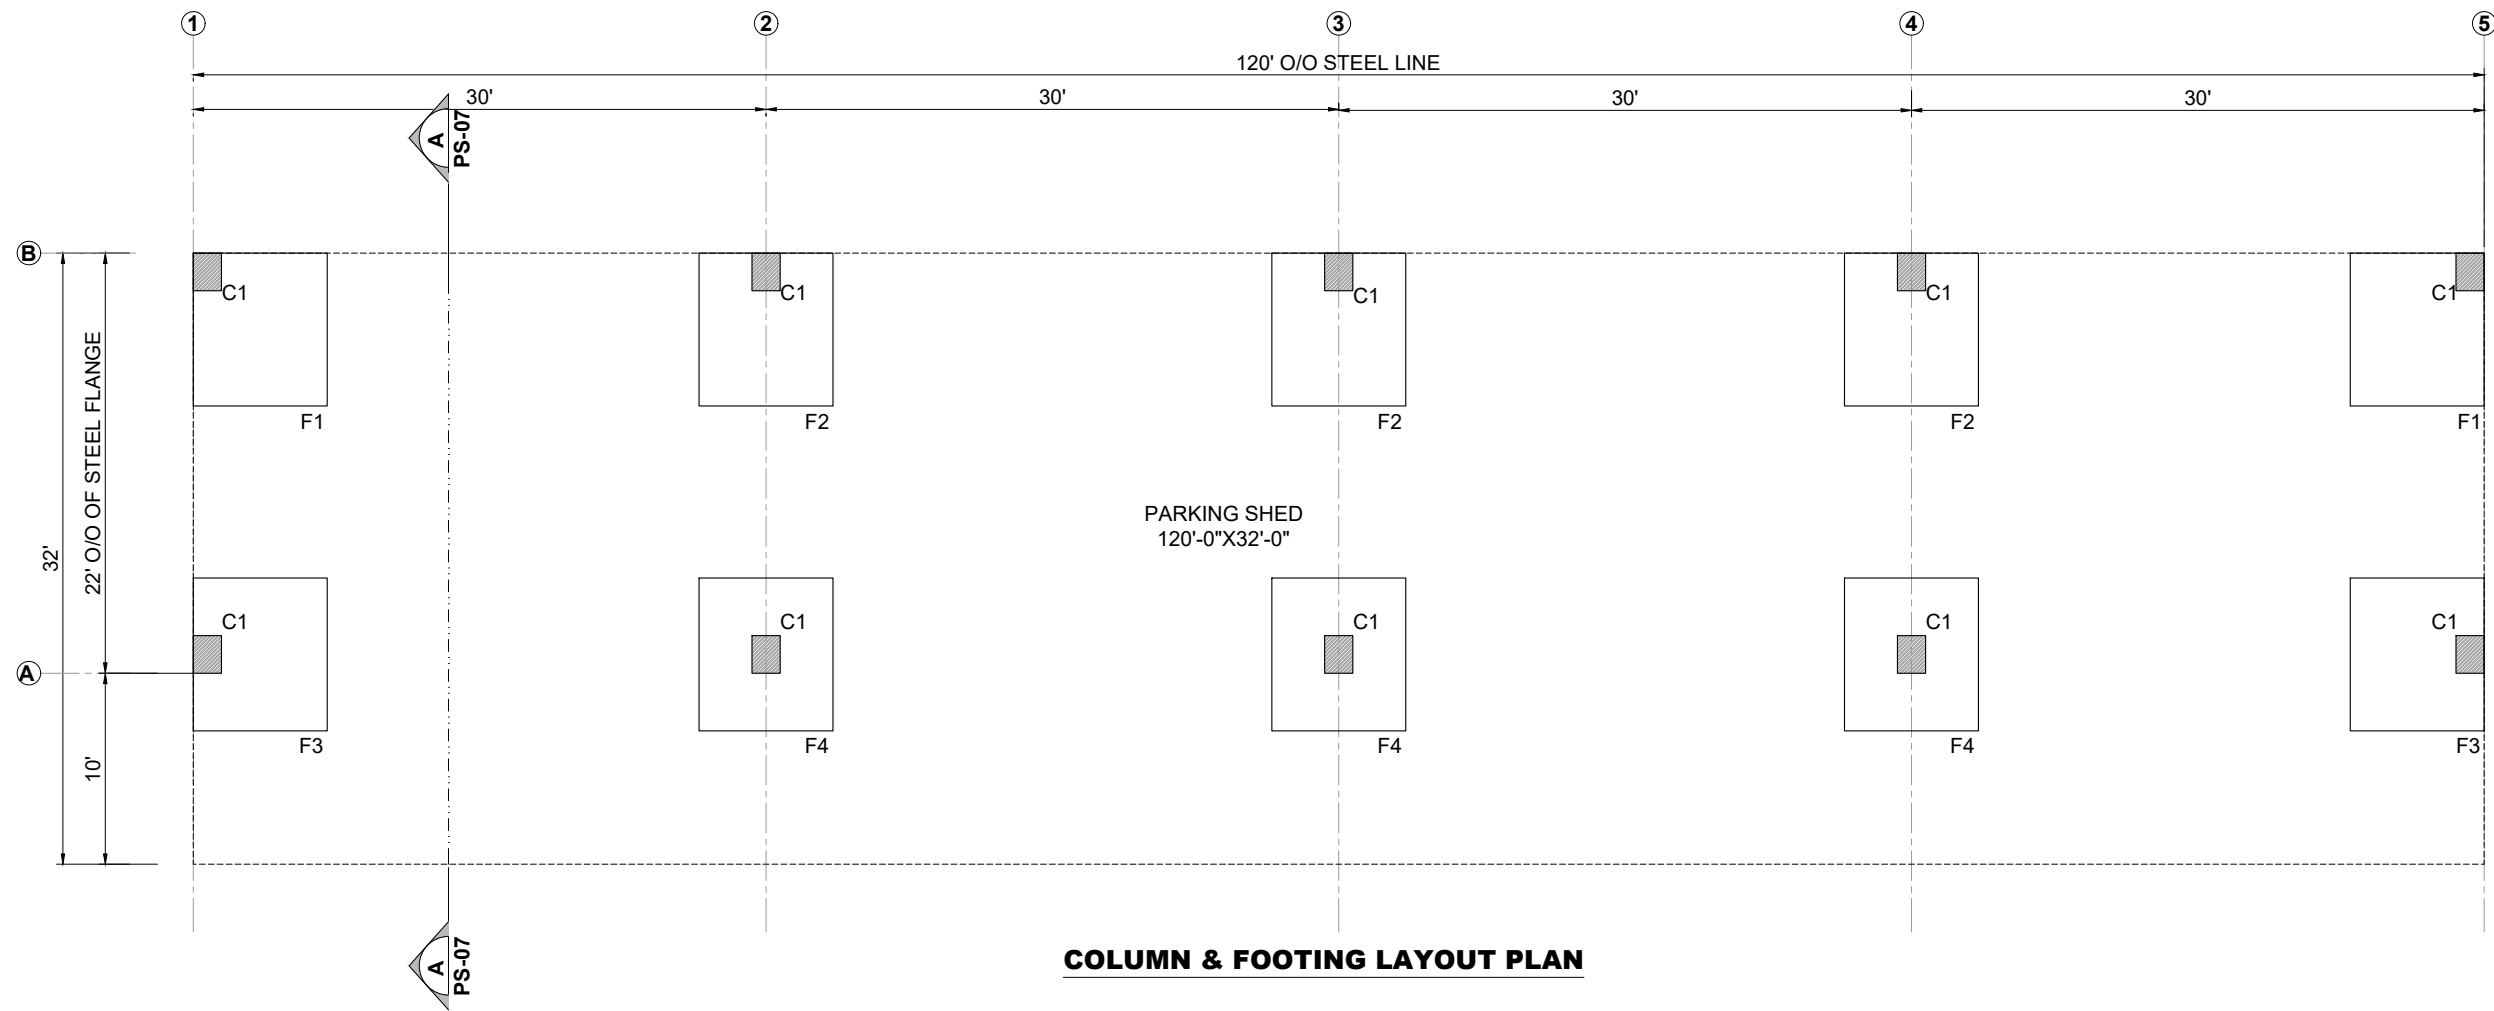 1
2
3
4
5
120' O/O STEEL LINE
30'
30'
30'
30'
A
PS-07
B
C1
C1
C1
C1
C1
F1
F2
F2
F2
F1
22' O/O OF STEEL FLANGE
32'
PARKING SHED
120'-0"X32'-0"
C1
C1
C1
C1
C1
A
F3
F4
F4
F4
F3
10'
A
PS-07
COLUMN & FOOTING LAYOUT PLAN